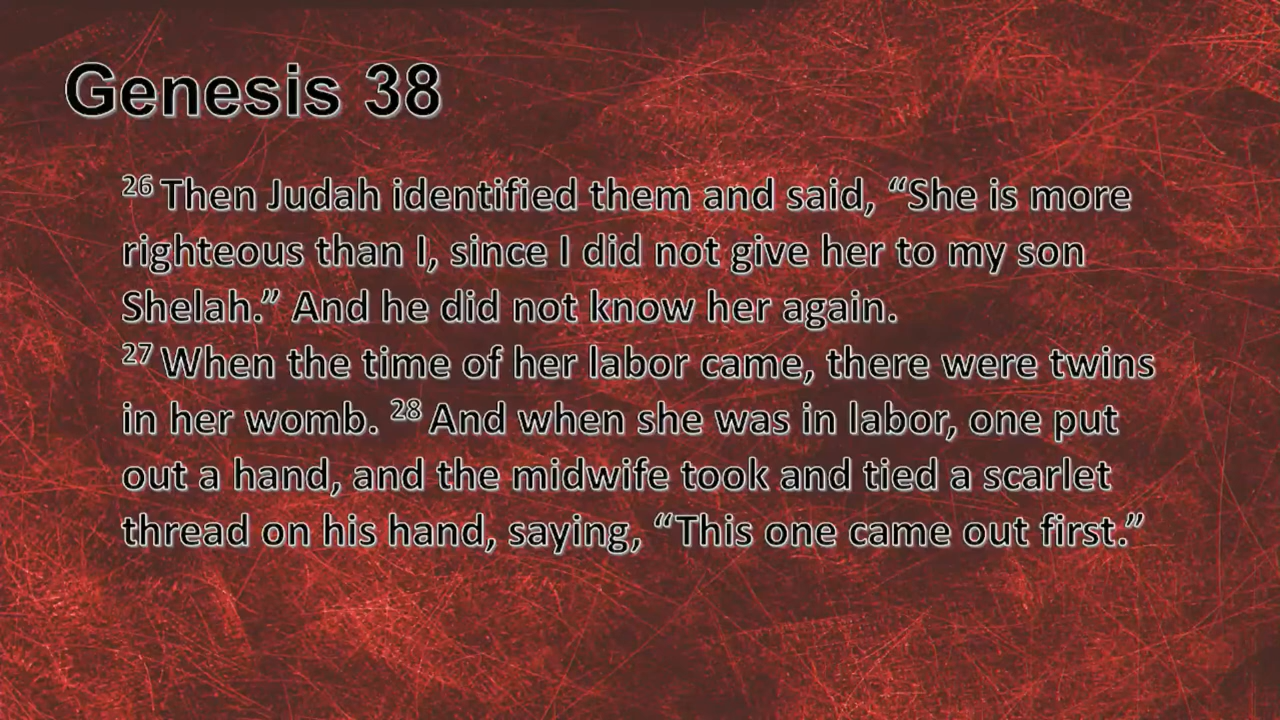 Genesis 38
26 Then Judah identified them and said, “She is more
righteous than I, since I did not give her to my son
Shelah.” And he did not know her again.
27 When the time of her labor came, there were twins
in her womb. 28 And when she was in labor, one put
out a hand, and the midwife took and tied a scarlet
thread on his hand, saying, “This one came out first.”